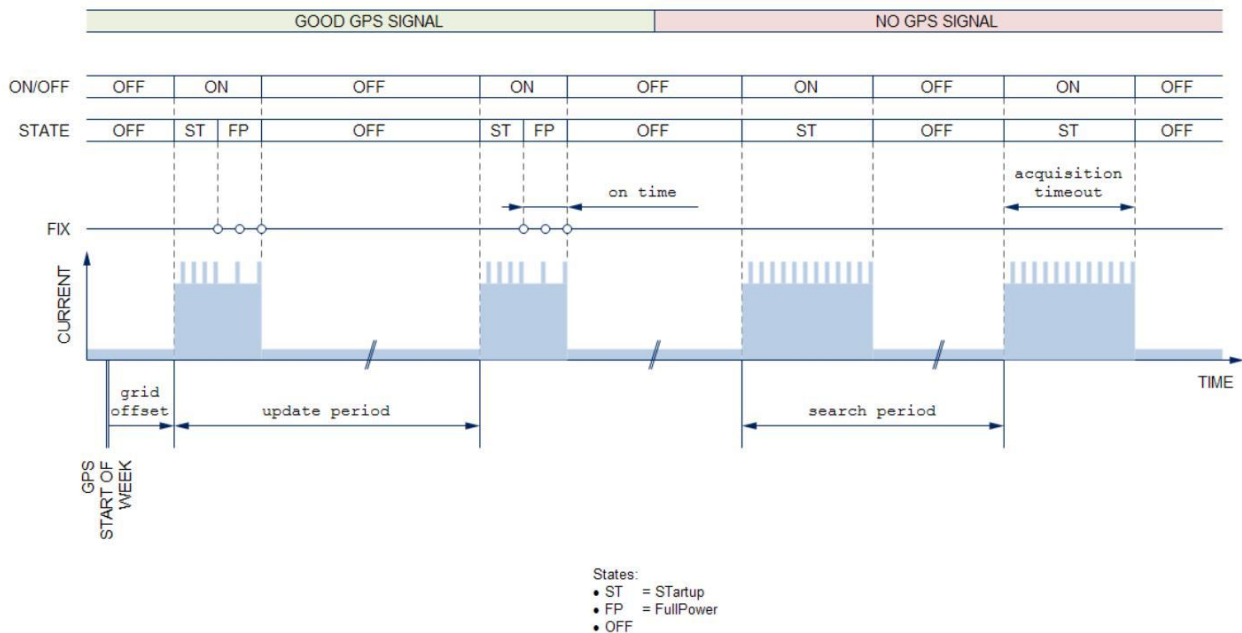 GOOD GPS SIGNAL NO GPS SIGNAL
ON/OFF OFF ON OFF ON OFF ON OFF ON OFF
STATE OFF ST FP OFF ST FP OFF ST OFF ST OFF
on time
acquisition
timeout
FIX
CURRENT
TIME
grid
offset
update period
search period
GPS
START OF
WEEK
States:
• ST = STartup
• FP = FullPower
• OFF